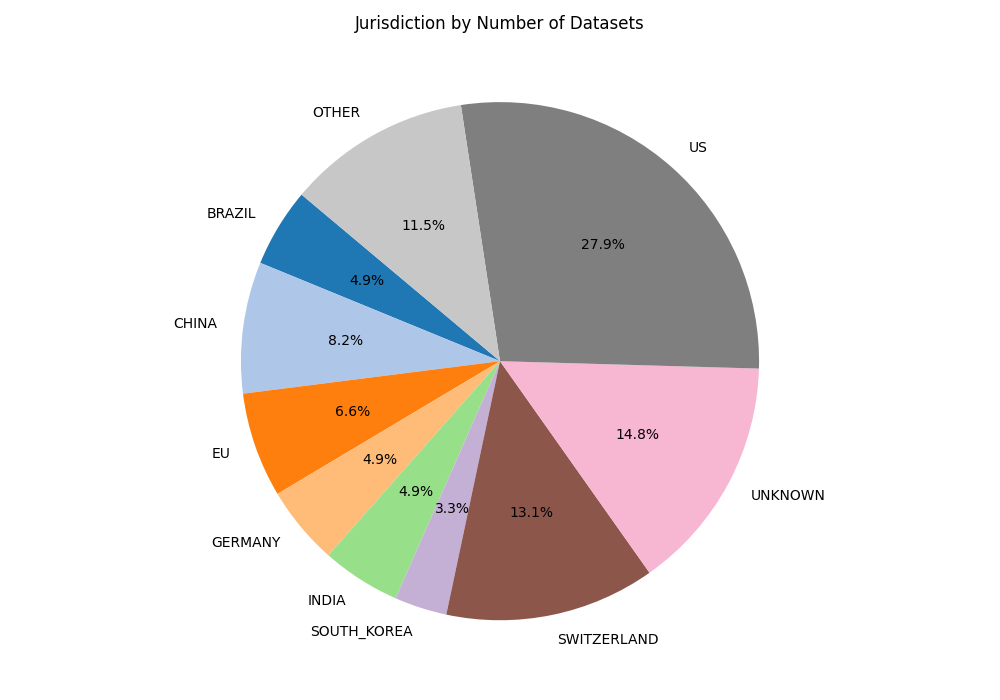 Jurisdiction by Number of Datasets
OTHER
US
BRAZIL
11.5%
27.9%
4.9%
CHINA
8.2%
6.6%
14.8%
EU
4.9%
4.9%
3.3%
13.1%
UNKNOWN
GERMANY
INDIA
SOUTH_KOREA
SWITZERLAND